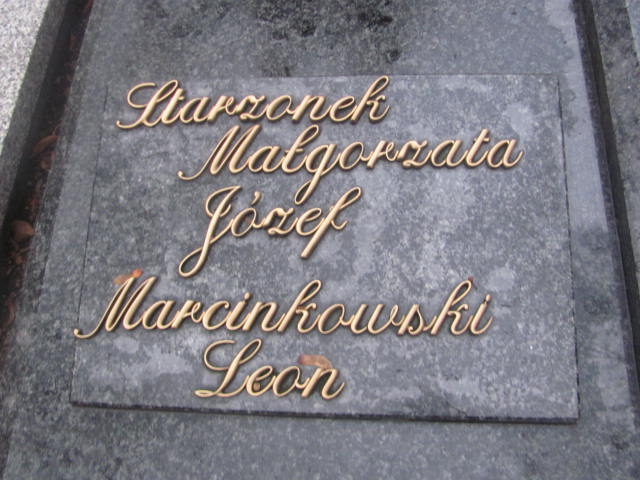 Starzonek
Małgorzata
Józef
Marcinkowski
Leon